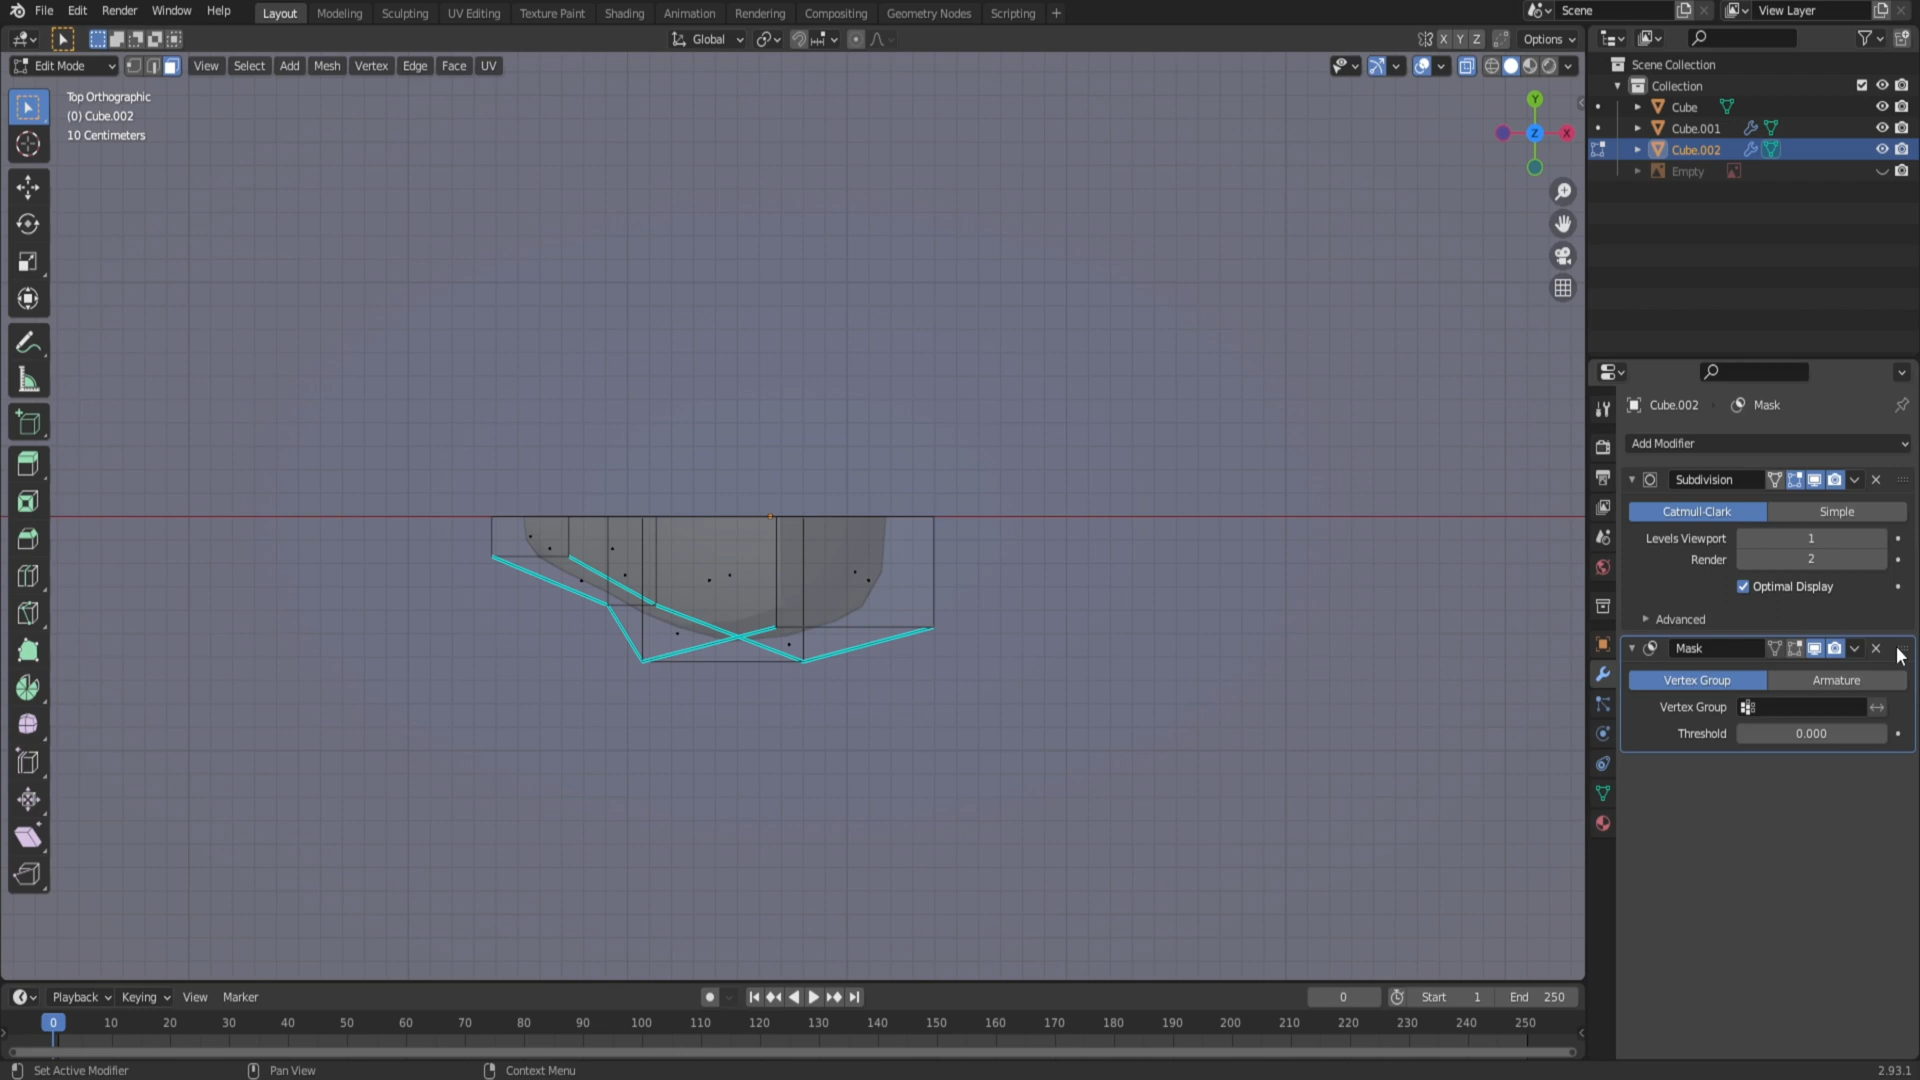 File Edit Render Window Help Layout Modeling Sculpting UV Editing Texture Paint Shading Animation Rendering Compositing Geometry Nodes Scripting + Scene View Layer
Global X Y Z Options
Edit Mode View Select Add Mesh Vertex Edge Face UV
Top Orthographic
(0) Cube.002
10 Centimeters
Y
Z
X
Scene Collection
Collection
Cube
Cube.001
Cube.002
Empty
Cube.002 Mask
Add Modifier
Subdivision
Catmull-Clark Simple
Levels Viewport 1
Render 2
Optimal Display
Advanced
Mask
Vertex Group Armature
Vertex Group
Threshold 0.000
Playback Keying View Marker 0 Start 1 End 250
0 10 20 30 40 50 60 70 80 90 100 110 120 130 140 150 160 170 180 190 200 210 220 230 240 250
Set Active Modifier Pan View Context Menu 2.93.1